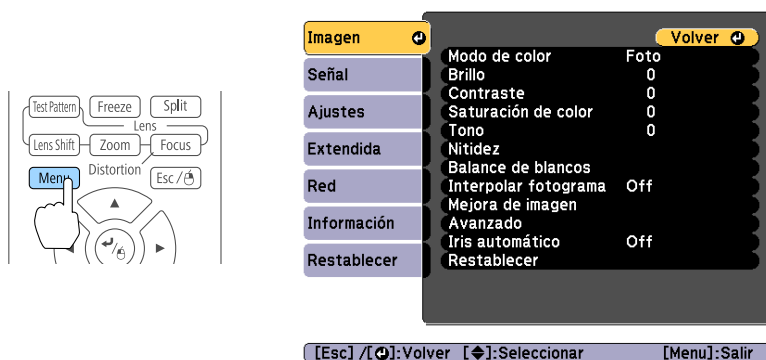 Test Pattern Freeze Split
Lens
Lens Shift Zoom Focus
Distortion
Menu Esc /
Imagen
Señal
Ajustes
Extendida
Red
Información
Restablecer
Volver
Modo de color Foto
Brillo 0
Contraste 0
Saturación de color 0
Tono 0
Nitidez
Balance de blancos
Interpolar fotograma Off
Mejora de imagen
Avanzado
Iris automático Off
Restablecer
[Esc] /[⏎]:Volver [◆]:Seleccionar [Menu]:Salir